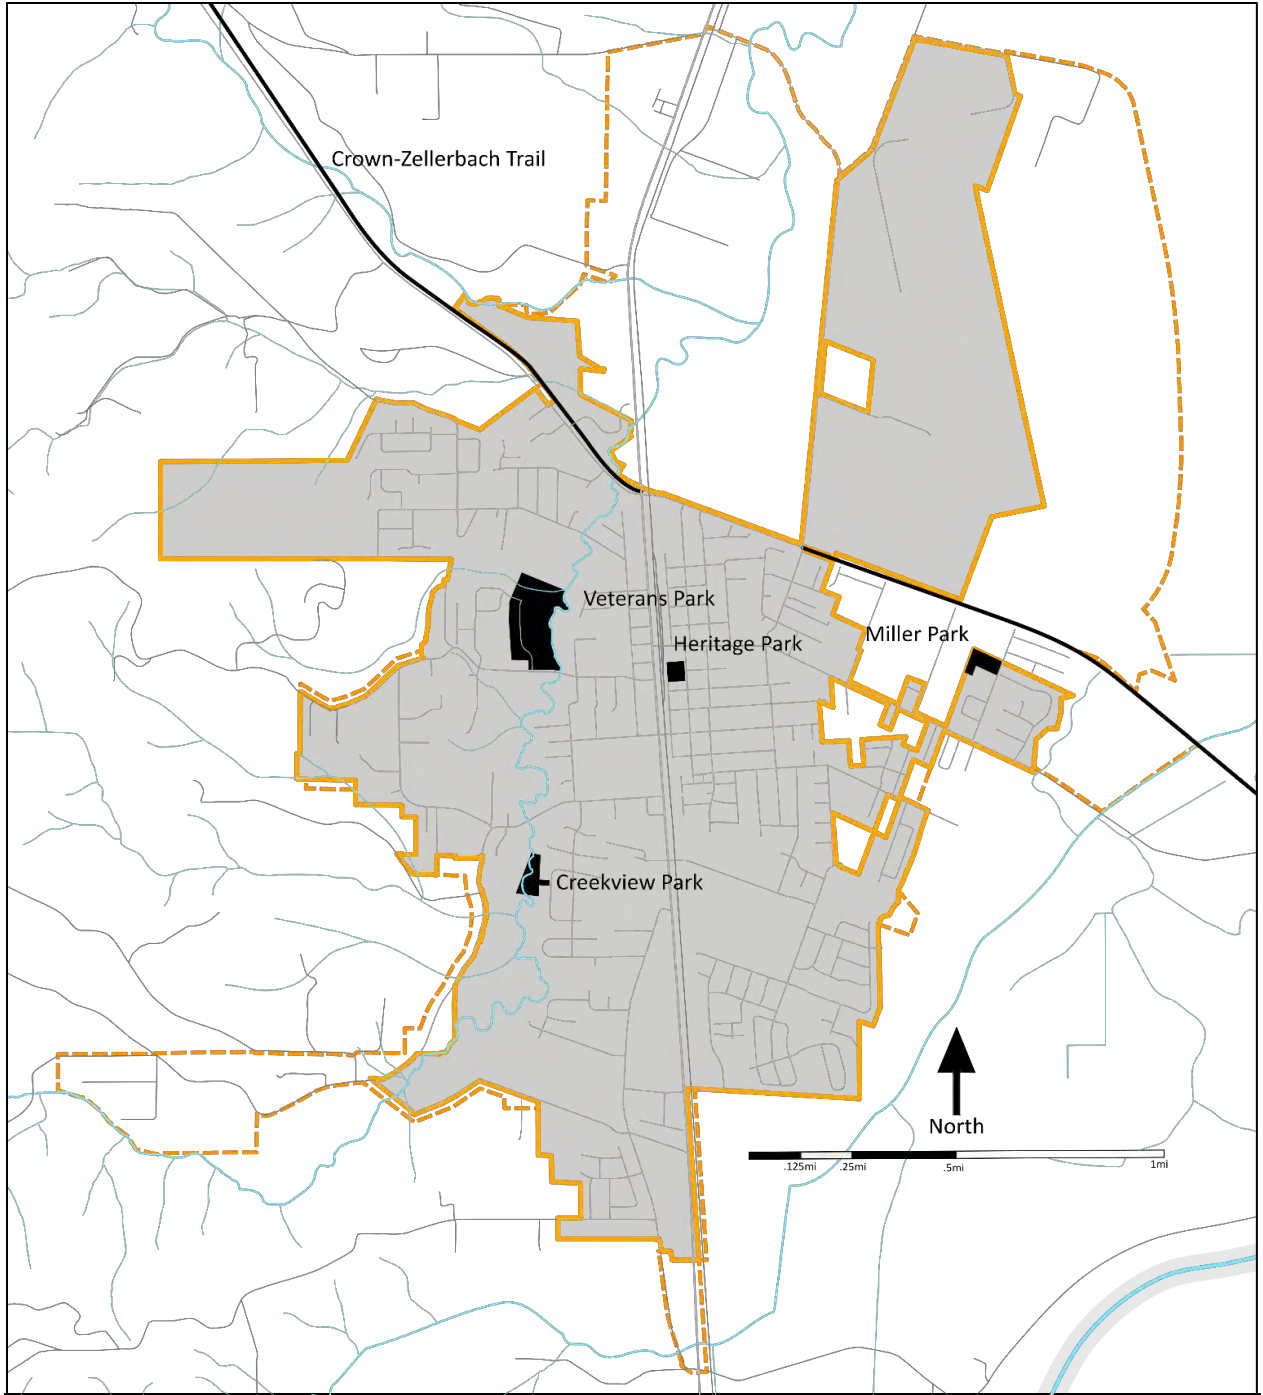 Crown-Zellerbach Trail
Veterans Park
Miller Park
Heritage Park
Creekview Park
North
.125mi
.25mi
.5mi
1mi